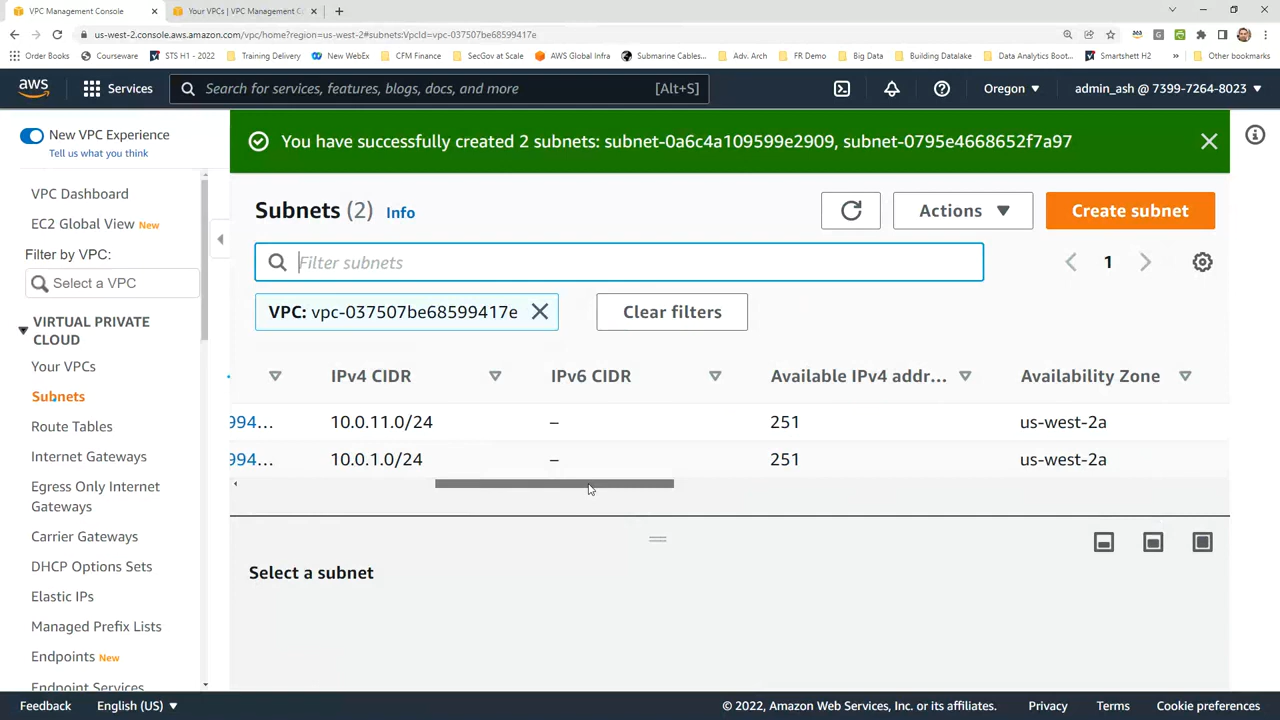 VPC Management Console
Your VPCs | VPC Management C
us-west-2.console.aws.amazon.com/vpc/home?region=us-west-2#subnets:VpcId=vpc-037507be68599417e
Order Books
Courseware
STS H1 - 2022
Training Delivery
New WebEx
CFM Finance
SecGov at Scale
AWS Global Infra
Submarine Cables...
Adv. Arch
FR Demo
Big Data
Building Datalake
Data Analytics Boot...
Smartshett H2
»
Other bookmarks
aws
Services
Search for services, features, blogs, docs, and more
[Alt+S]
Oregon
admin_ash @ 7399-7264-8023
New VPC Experience
Tell us what you think
VPC Dashboard
EC2 Global View New
Filter by VPC:
Select a VPC
VIRTUAL PRIVATE
CLOUD
Your VPCs
Subnets
Route Tables
Internet Gateways
Egress Only Internet
Gateways
Carrier Gateways
DHCP Options Sets
Elastic IPs
Managed Prefix Lists
Endpoints New
Endpoint Services
You have successfully created 2 subnets: subnet-0a6c4a109599e2909, subnet-0795e4668652f7a97
Subnets (2) Info
Actions
Create subnet
Filter subnets
1
VPC: vpc-037507be68599417e
Clear filters
IPv4 CIDR
IPv6 CIDR
Available IPv4 addr...
Availability Zone
994... 10.0.11.0/24 – 251 us-west-2a
994... 10.0.1.0/24 – 251 us-west-2a
Select a subnet
Feedback
English (US)
© 2022, Amazon Web Services, Inc. or its affiliates.
Privacy
Terms
Cookie preferences